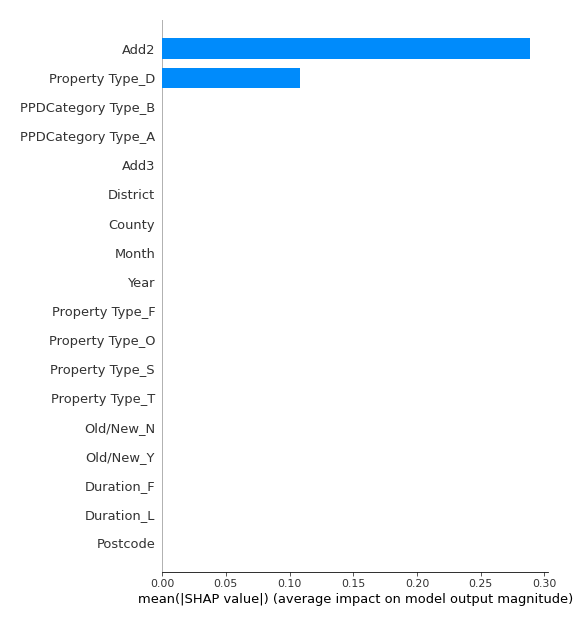 Add2
Property Type_D
PPDCategory Type_B
PPDCategory Type_A
Add3
District
County
Month
Year
Property Type_F
Property Type_O
Property Type_S
Property Type_T
Old/New_N
Old/New_Y
Duration_F
Duration_L
Postcode
0.00 0.05 0.10 0.15 0.20 0.25 0.30
mean(|SHAP value|) (average impact on model output magnitude)